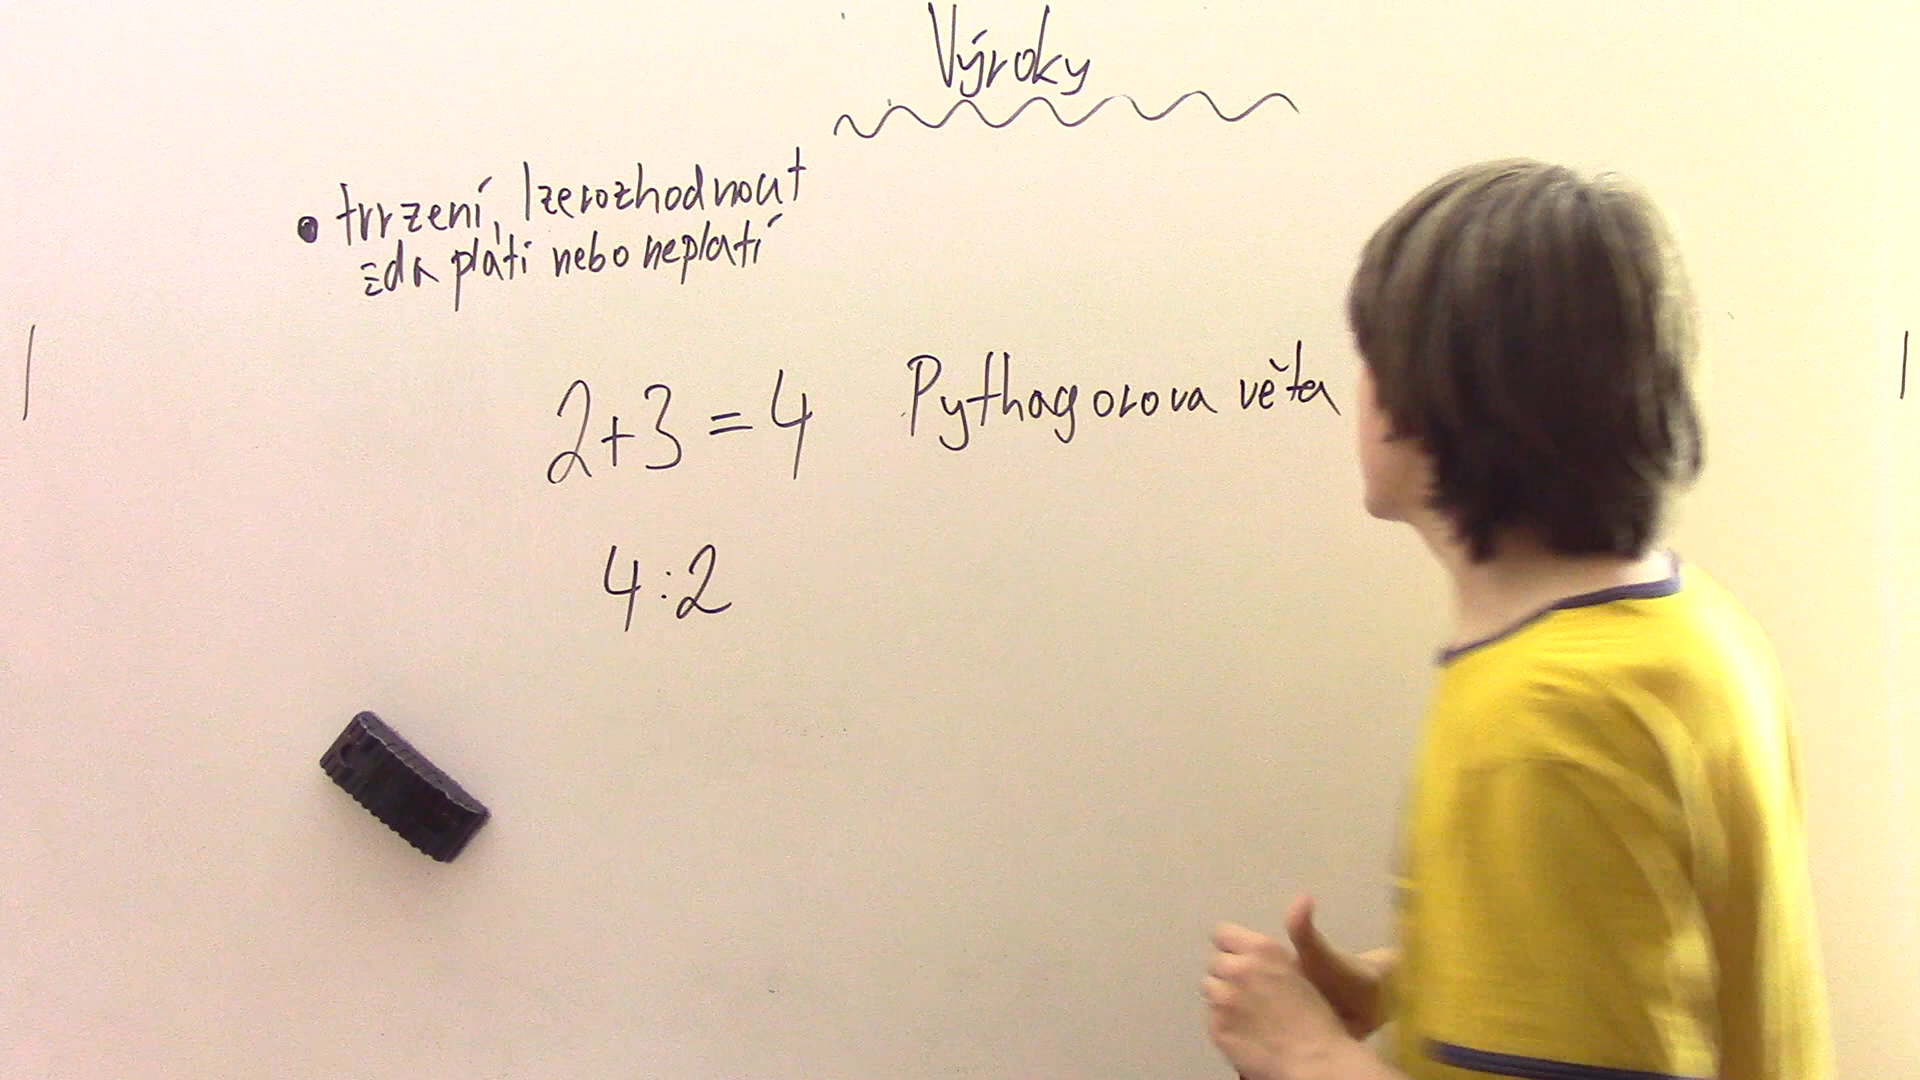 Výroky
• tvrzení, lze rozhodnout
zda platí nebo neplatí
2+3=4 Pythagorova věta
4:2